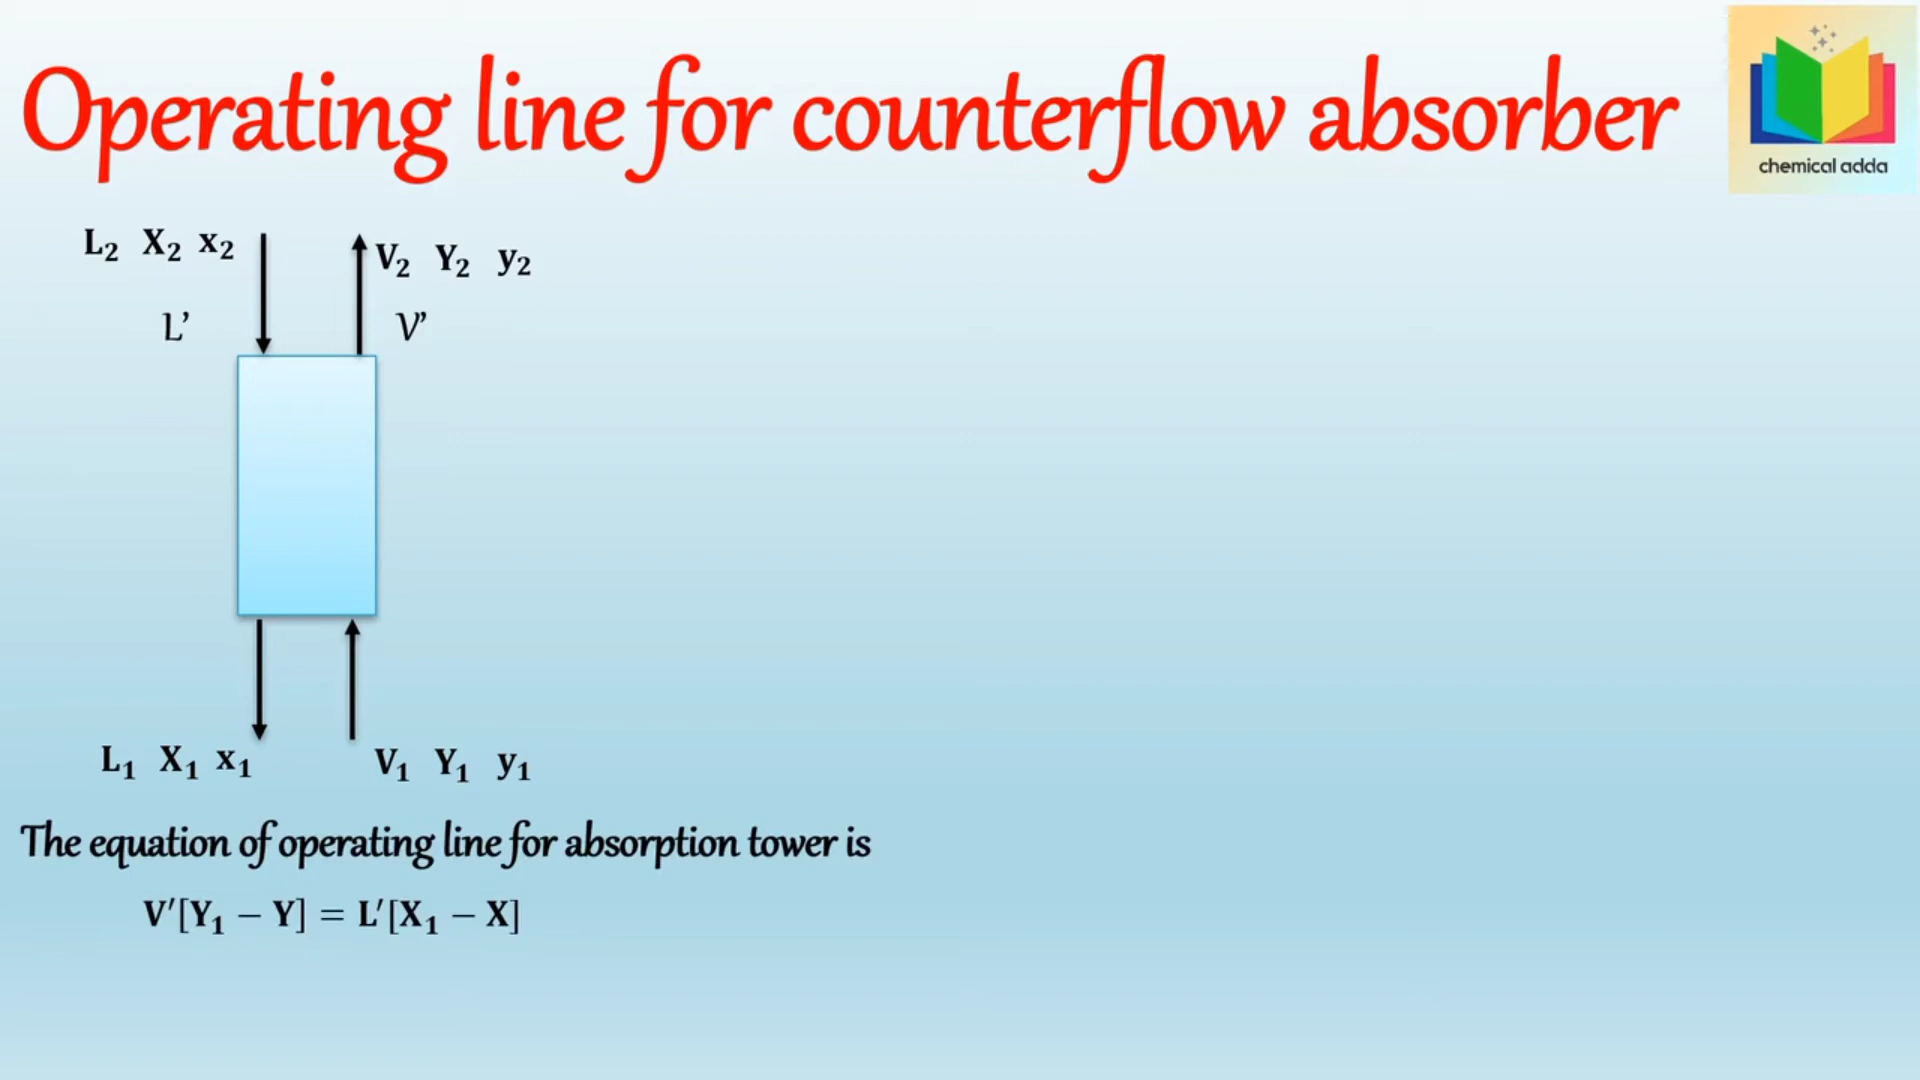 Operating line for counterflow absorber
chemical adda
L₂ X₂ x₂
V₂ Y₂ y₂
L’
V’
L₁ X₁ x₁
V₁ Y₁ y₁
The equation of operating line for absorption tower is
V′[Y₁ − Y] = L′[X₁ − X]